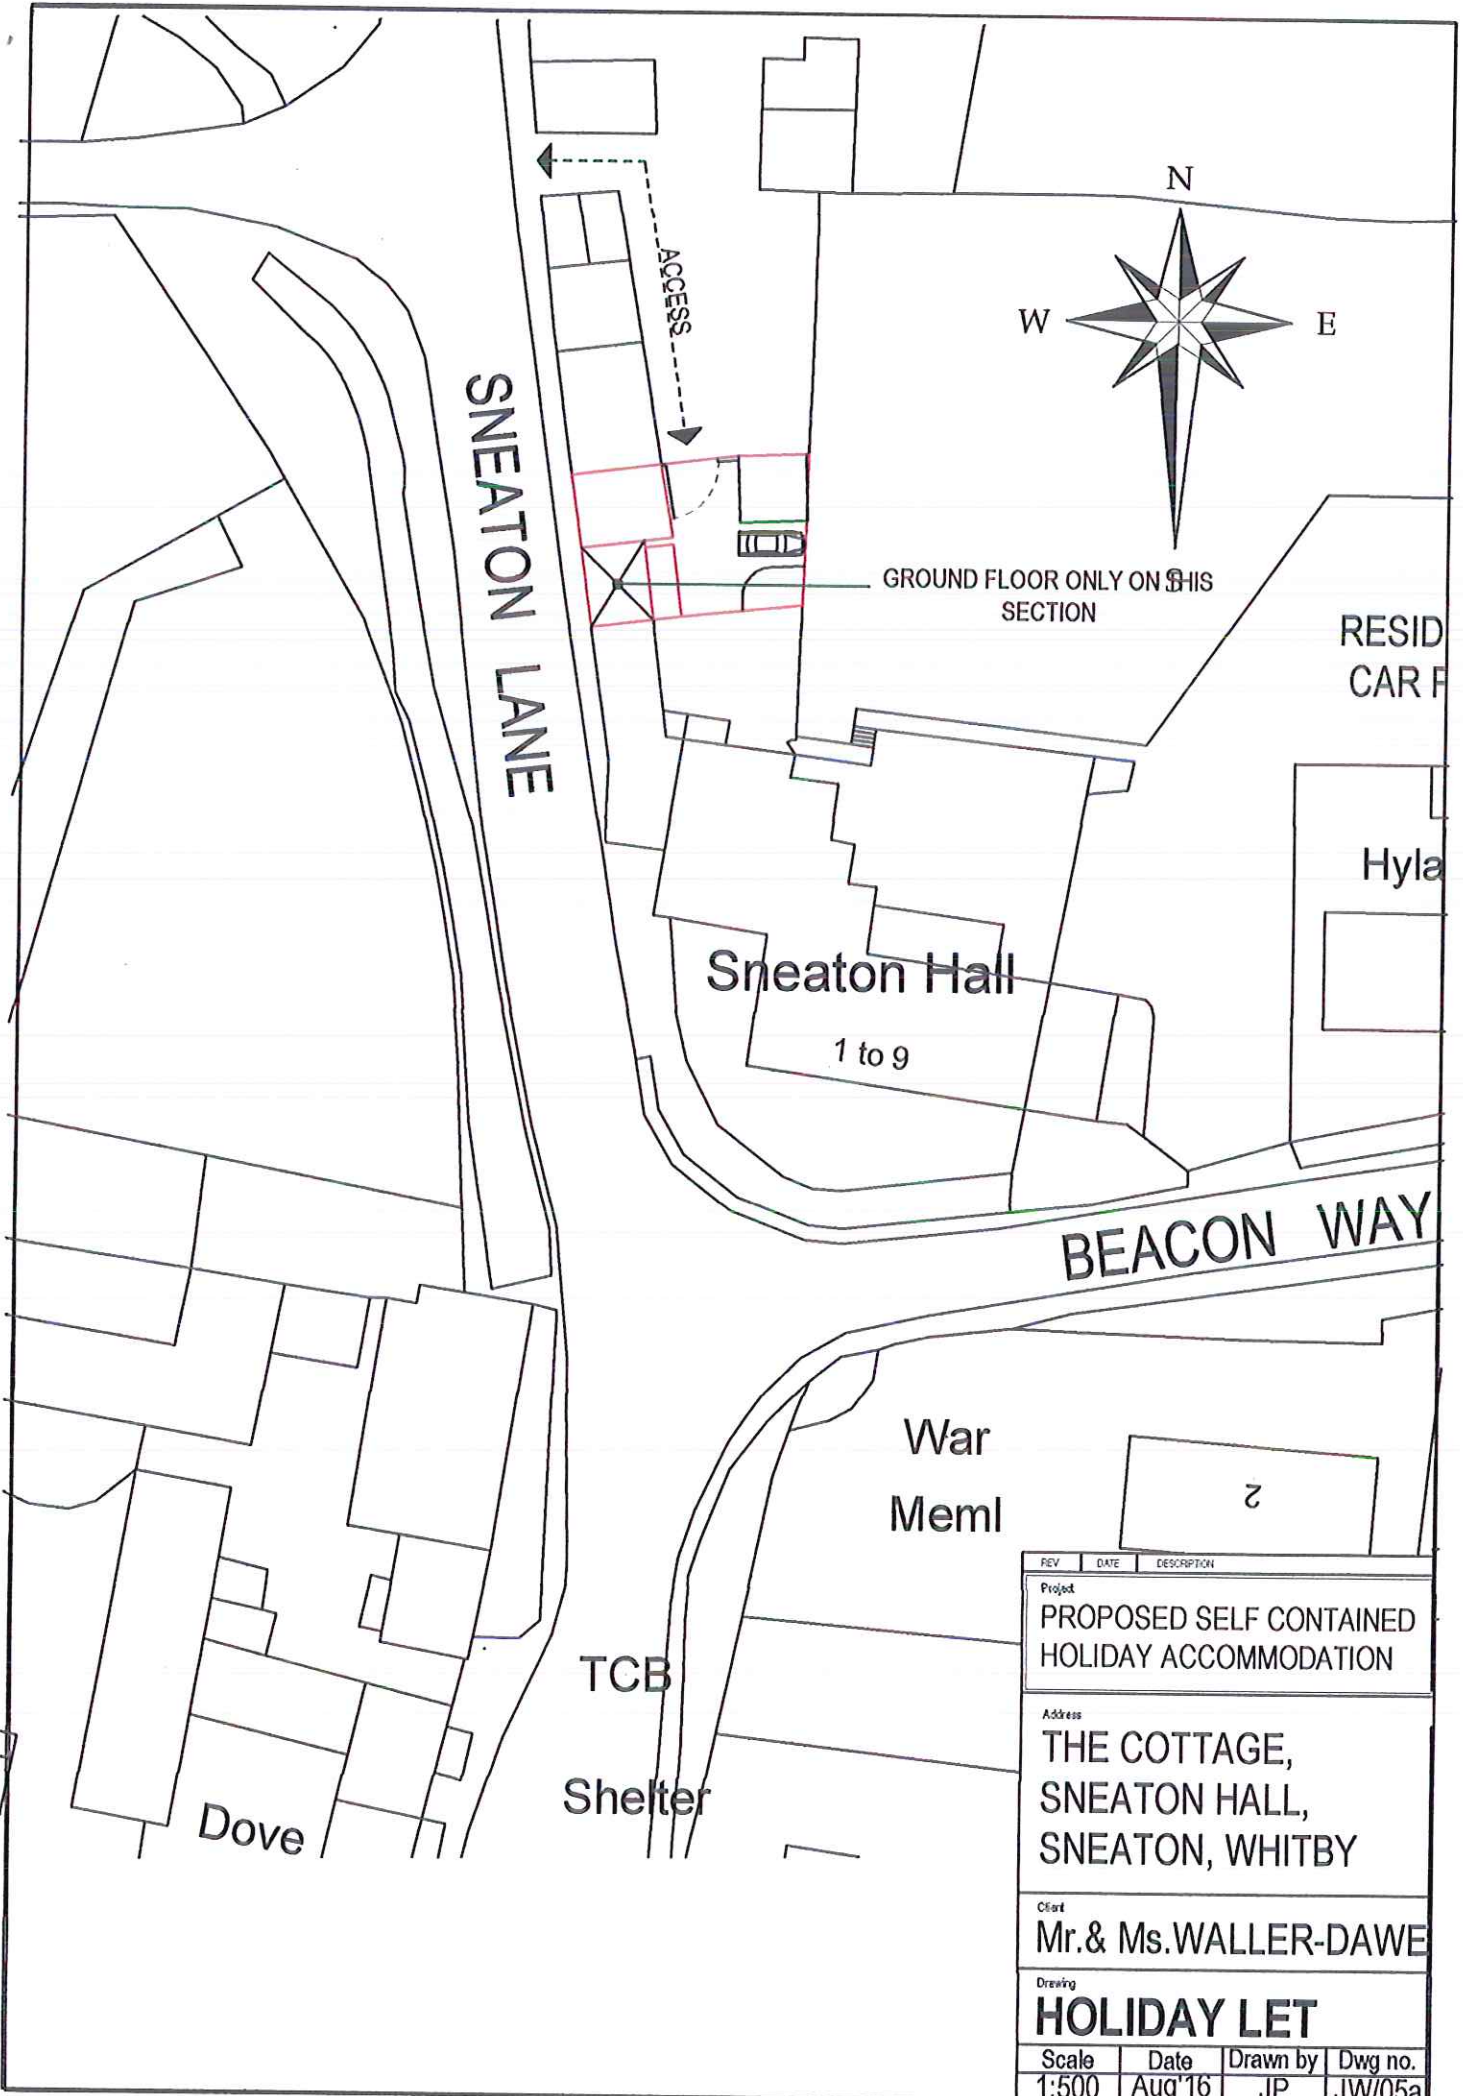 N
W
E
S
ACCESS
SNEATON LANE
GROUND FLOOR ONLY ON THIS
SECTION
RESID
CAR P
Hyla
Sneaton Hall
1 to 9
BEACON WAY
War
Meml
2
TCB
Shelter
Dove
REV DATE DESCRIPTION
Project
PROPOSED SELF CONTAINED
HOLIDAY ACCOMMODATION
Address
THE COTTAGE,
SNEATON HALL,
SNEATON, WHITBY
Client
Mr.& Ms.WALLER-DAWE
Drawing
HOLIDAY LET
Scale Date Drawn by Dwg no.
1:500 Aug'16 JP JW/05a